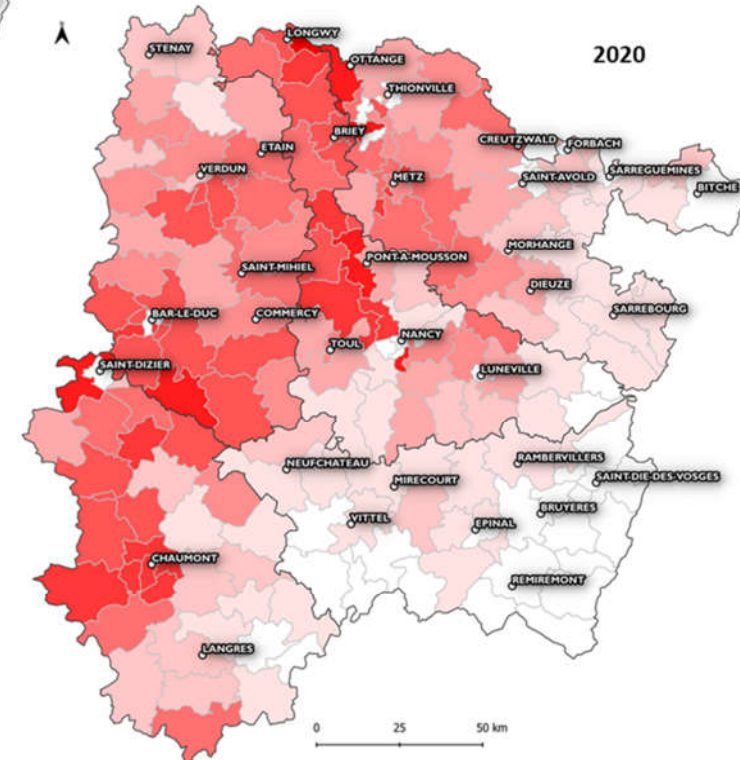 LONGWY
STENAY
2020
OTTANGE
THIONVILLE
BRIEY
CREUTZWALD
FORBACH
ETAIN
VERDUN
METZ
SAINT-AVOLD
SARREGUEMINES
BITCHE
MORHANGE
PONT-A-MOUSSON
SAINT-MIHIEL
DIEUZE
BAR-LE-DUC
COMMERCY
SARREBOURG
NANCY
TOUL
SAINT-DIZIER
LUNEVILLE
NEUFCHATEAU
RAMBERVILLERS
MIRECOURT
SAINT-DIE-DES-VOSGES
BRUYERES
VITTEL
EPINAL
CHAUMONT
REMIREMONT
LANGRES
0 25 50 km